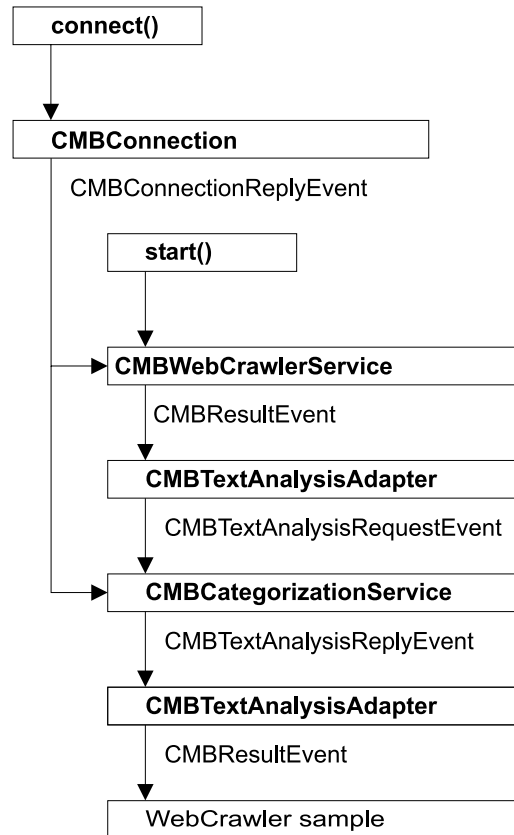 connect()
CMBConnection
CMBConnectionReplyEvent
start()
CMBWebCrawlerService
CMBResultEvent
CMBTextAnalysisAdapter
CMBTextAnalysisRequestEvent
CMBCategorizationService
CMBTextAnalysisReplyEvent
CMBTextAnalysisAdapter
CMBResultEvent
WebCrawler sample